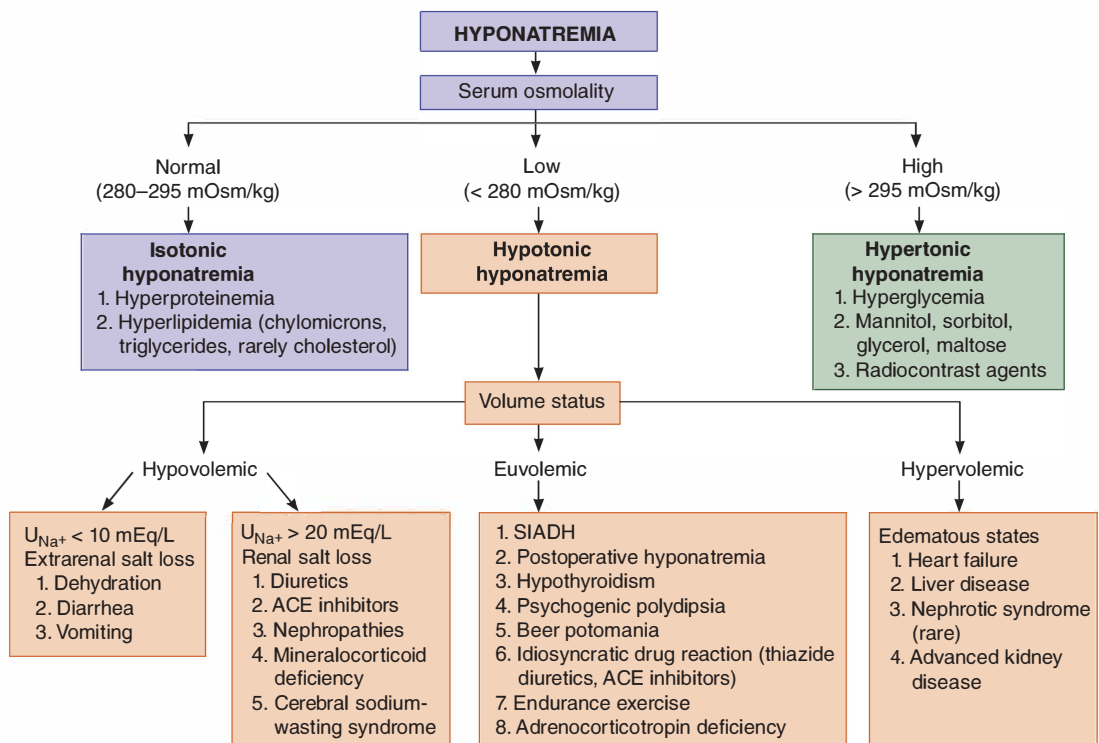 HYPONATREMIA
Serum osmolality
Normal
(280–295 mOsm/kg)
Low
(< 280 mOsm/kg)
High
(> 295 mOsm/kg)
Isotonic
hyponatremia
1. Hyperproteinemia
2. Hyperlipidemia (chylomicrons,
triglycerides, rarely cholesterol)
Hypotonic
hyponatremia
Hypertonic
hyponatremia
1. Hyperglycemia
2. Mannitol, sorbitol,
glycerol, maltose
3. Radiocontrast agents
Volume status
Hypovolemic
Euvolemic
Hypervolemic
UNa+ < 10 mEq/L
Extrarenal salt loss
1. Dehydration
2. Diarrhea
3. Vomiting
UNa+ > 20 mEq/L
Renal salt loss
1. Diuretics
2. ACE inhibitors
3. Nephropathies
4. Mineralocorticoid
deficiency
5. Cerebral sodium-
wasting syndrome
1. SIADH
2. Postoperative hyponatremia
3. Hypothyroidism
4. Psychogenic polydipsia
5. Beer potomania
6. Idiosyncratic drug reaction (thiazide
diuretics, ACE inhibitors)
7. Endurance exercise
8. Adrenocorticotropin deficiency
Edematous states
1. Heart failure
2. Liver disease
3. Nephrotic syndrome
(rare)
4. Advanced kidney
disease